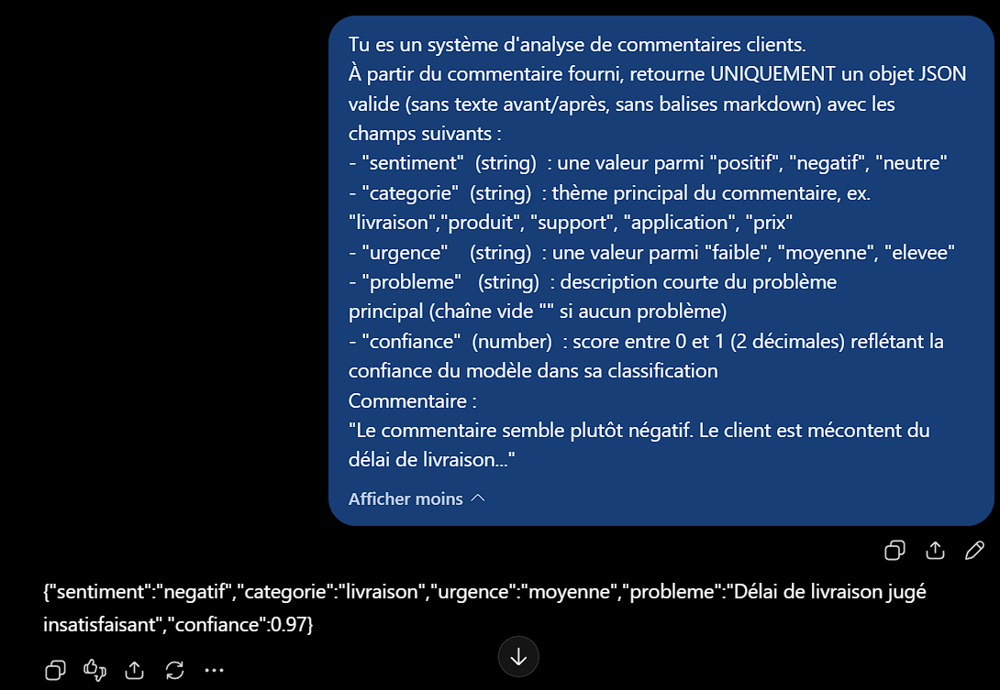 Tu es un système d'analyse de commentaires clients.
À partir du commentaire fourni, retourne UNIQUEMENT un objet JSON
valide (sans texte avant/après, sans balises markdown) avec les
champs suivants :
- "sentiment"  (string)  : une valeur parmi "positif", "negatif", "neutre"
- "categorie"  (string)  : thème principal du commentaire, ex.
"livraison","produit", "support", "application", "prix"
- "urgence"    (string)  : une valeur parmi "faible", "moyenne", "elevee"
- "probleme"   (string)  : description courte du problème
principal (chaîne vide "" si aucun problème)
- "confiance"  (number)  : score entre 0 et 1 (2 décimales) reflétant la
confiance du modèle dans sa classification
Commentaire :
"Le commentaire semble plutôt négatif. Le client est mécontent du
délai de livraison..."
Afficher moins
{"sentiment":"negatif","categorie":"livraison","urgence":"moyenne","probleme":"Délai de livraison jugé
insatisfaisant","confiance":0.97}